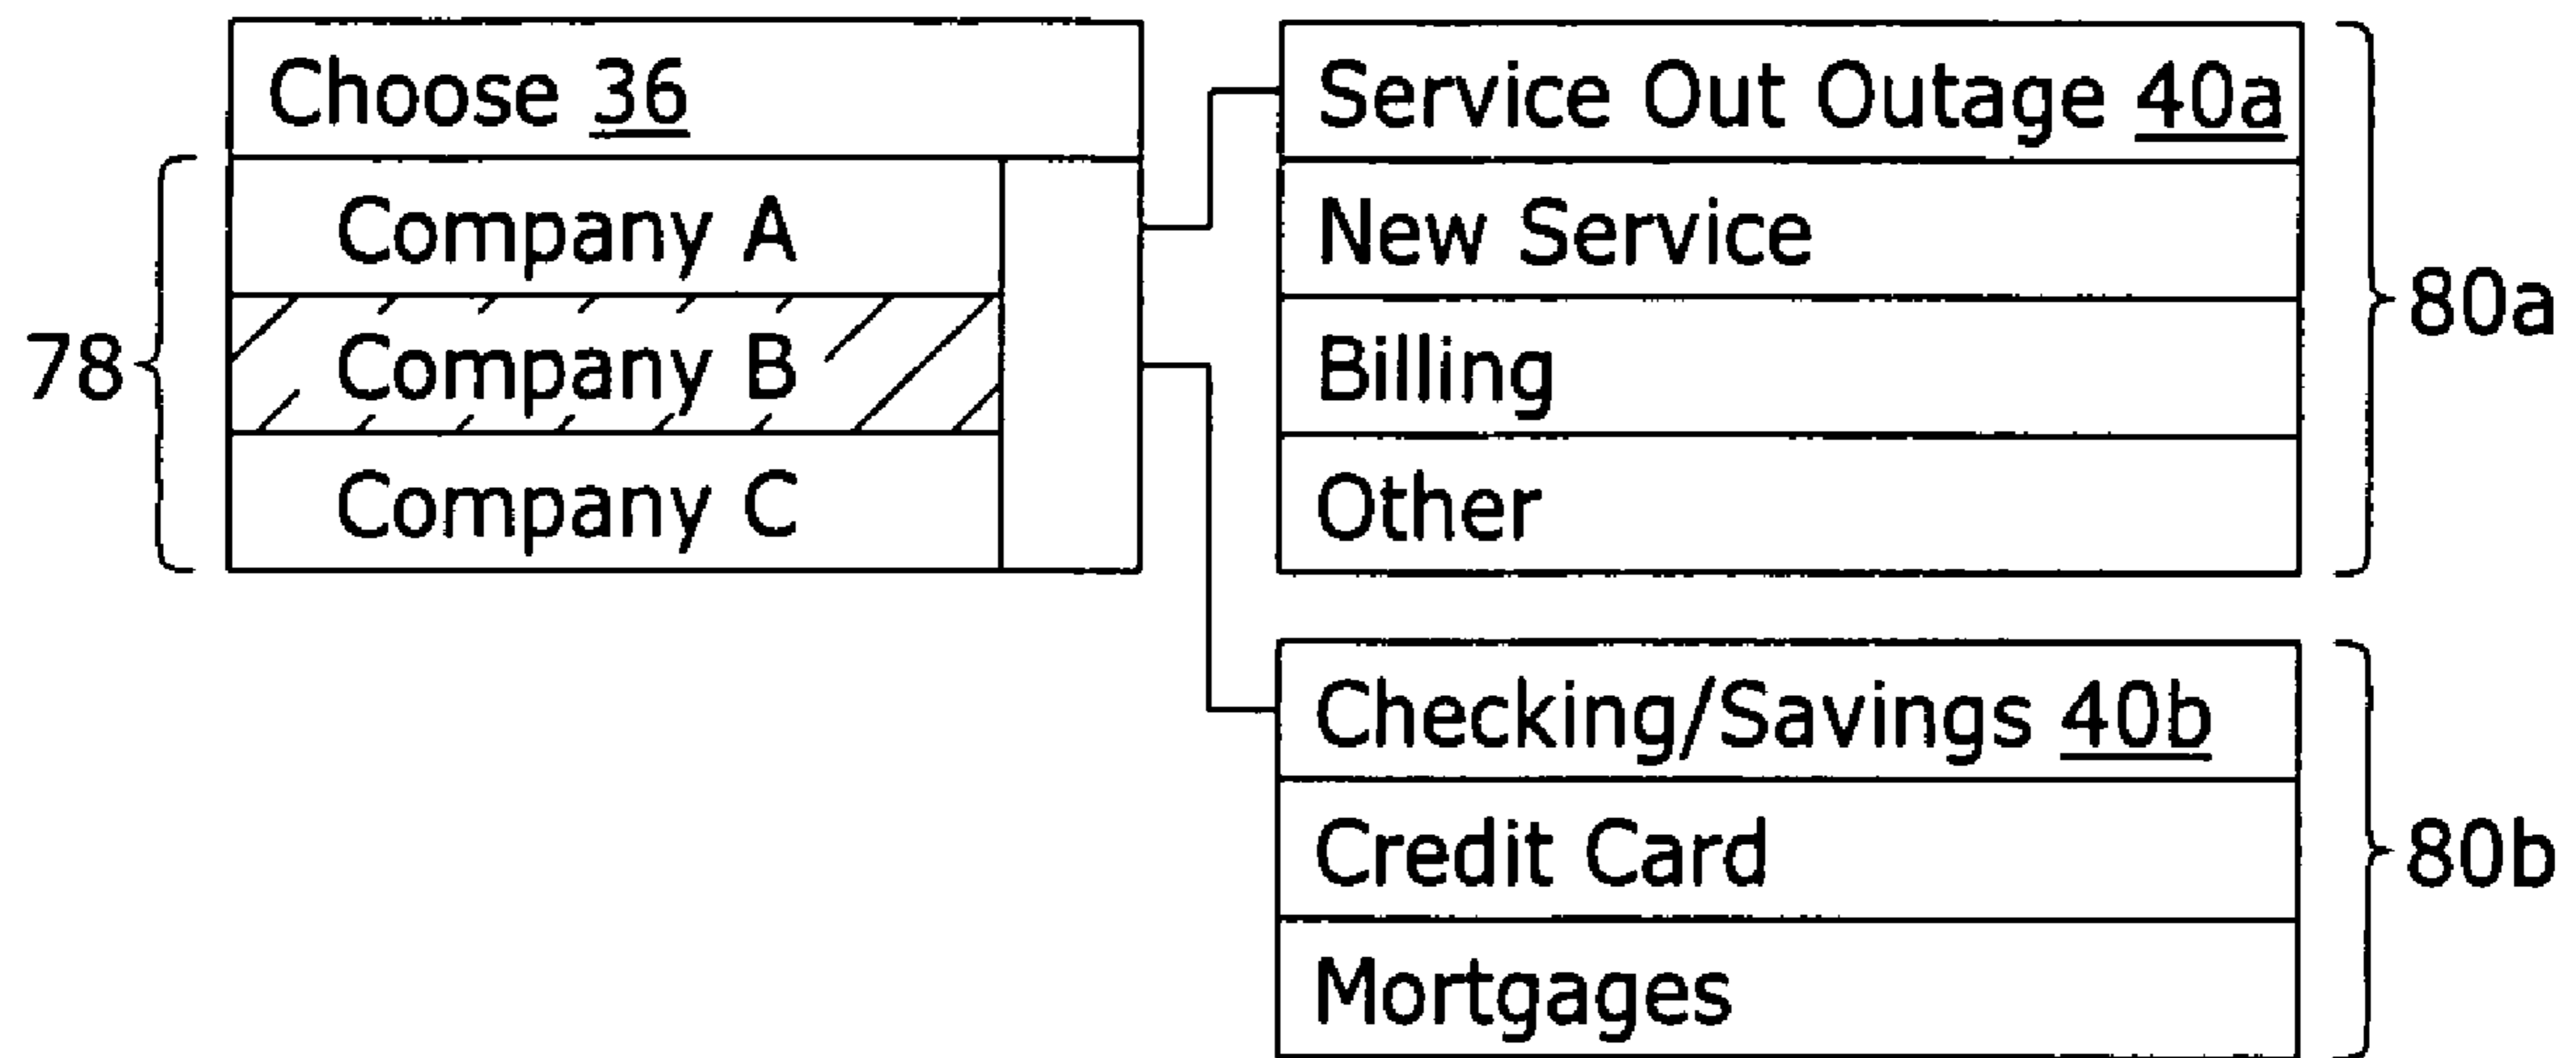 Choose 36
Company A
Company B
Company C
78
Service Out Outage 40a
New Service
Billing
Other
80a
Checking/Savings 40b
Credit Card
Mortgages
80b